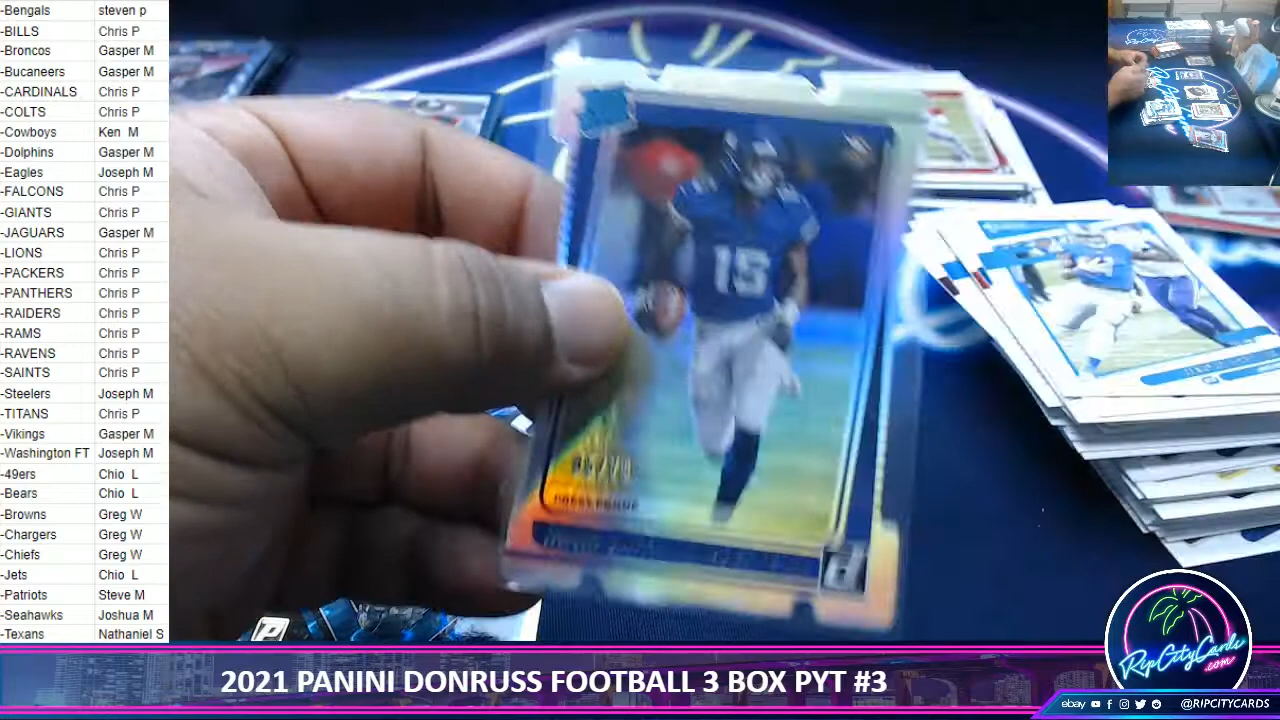 -Bengals steven p
-BILLS Chris P
-Broncos Gasper M
-Bucaneers Gasper M
-CARDINALS Chris P
-COLTS Chris P
-Cowboys Ken M
-Dolphins Gasper M
-Eagles Joseph M
-FALCONS Chris P
-GIANTS Chris P
-JAGUARS Gasper M
-LIONS Chris P
-PACKERS Chris P
-PANTHERS Chris P
-RAIDERS Chris P
-RAMS Chris P
-RAVENS Chris P
-SAINTS Chris P
-Steelers Joseph M
-TITANS Chris P
-Vikings Gasper M
-Washington FT Joseph M
-49ers Chio L
-Bears Chio L
-Browns Greg W
-Chargers Greg W
-Chiefs Greg W
-Jets Chio L
-Patriots Steve M
-Seahawks Joshua M
-Texans Nathaniel S
15
PRESS PROOF
2021 PANINI DONRUSS FOOTBALL 3 BOX PYT #3
RipCityCards
.com
ebay @RIPCITYCARDS